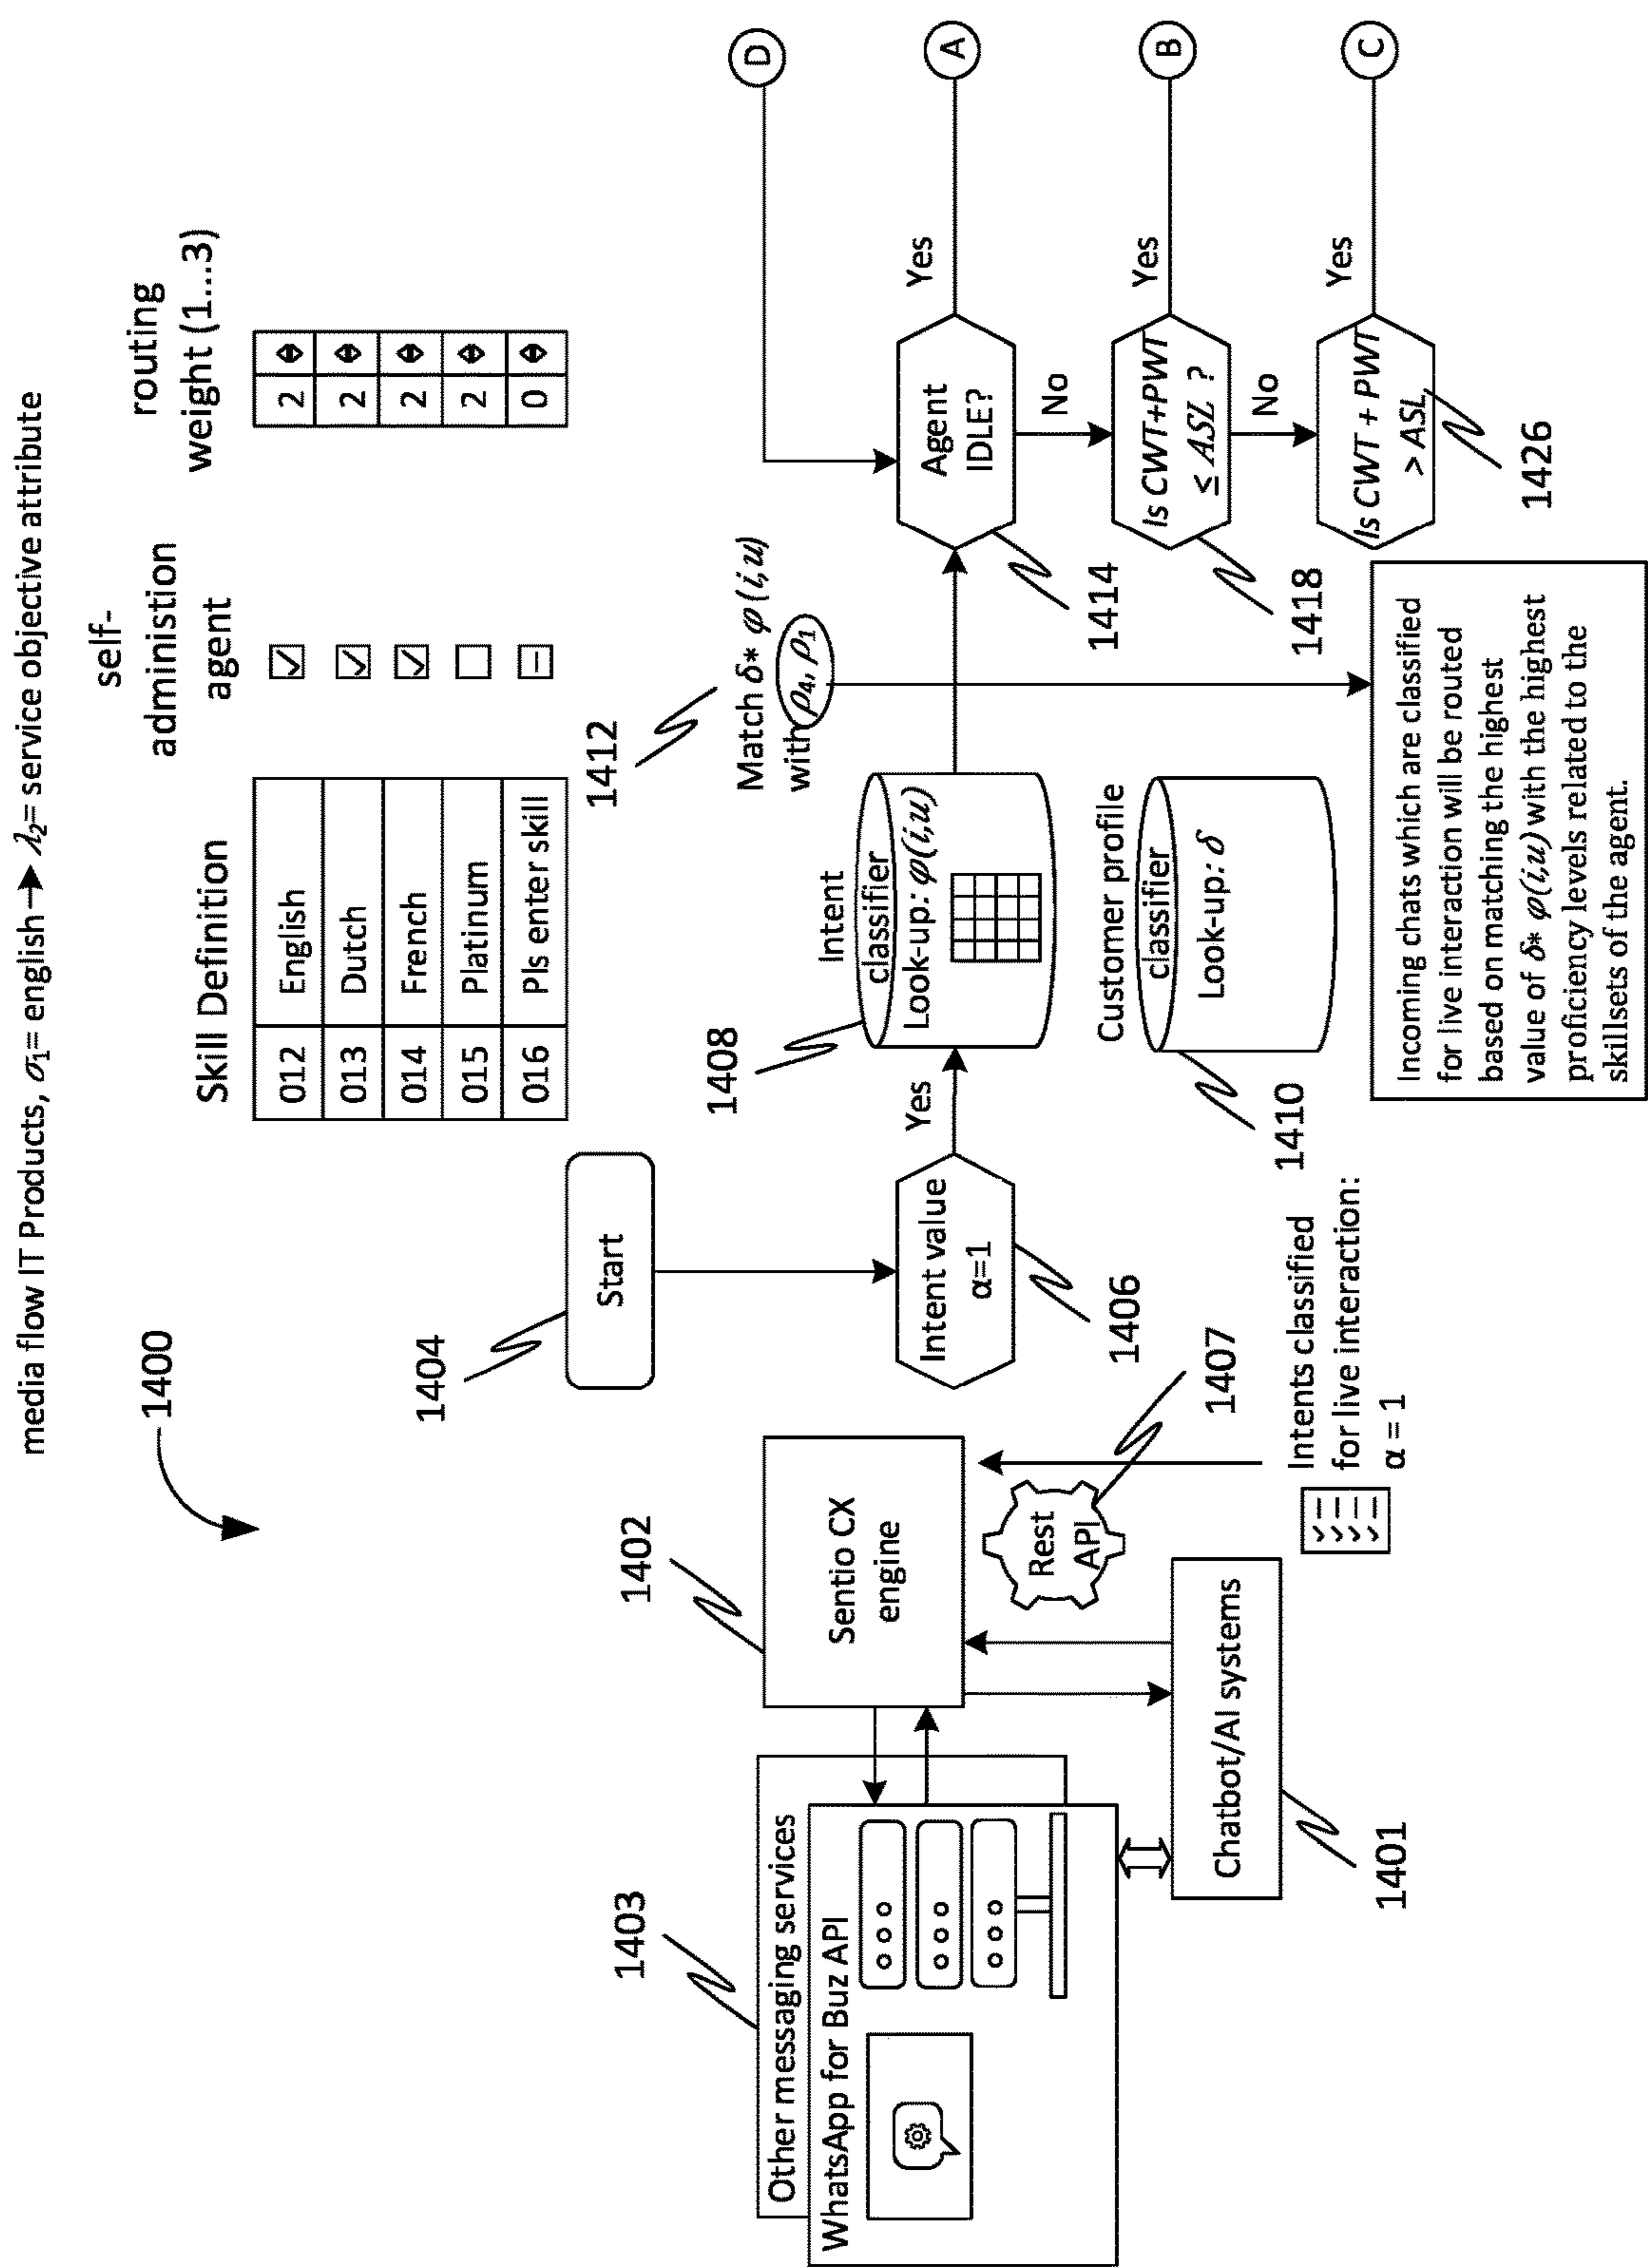 media flow IT Products, σ₁= english → λ₂= service objective attribute
1400
Skill Definition
self-
administion
agent
routing
weight (1...3)
012 English 2
013 Dutch 2
014 French 2
015 Platinum 2
016 Pls enter skill 0
1404
Start
1412
Match δ* φ(i,u)
with ρ₄, ρ₁
D
1403
Other messaging services
WhatsApp for Buz API
1402
Sentio CX
engine
Intent value
α=1
1406
Yes
1408
Intent
classifier
Look-up: φ(i,u)
Agent
IDLE?
1414
Yes
A
No
Rest
API
1407
Customer profile
classifier
Look-up: δ
1410
Is CWT+PWT
≤ ASL ?
1418
Yes
B
No
Chatbot/AI systems
1401
Intents classified
for live interaction:
α = 1
Incoming chats which are classified
for live interaction will be routed
based on matching the highest
value of δ* φ(i,u) with the highest
proficiency levels related to the
skillsets of the agent.
Is CWT + PWT
> ASL
1426
Yes
C